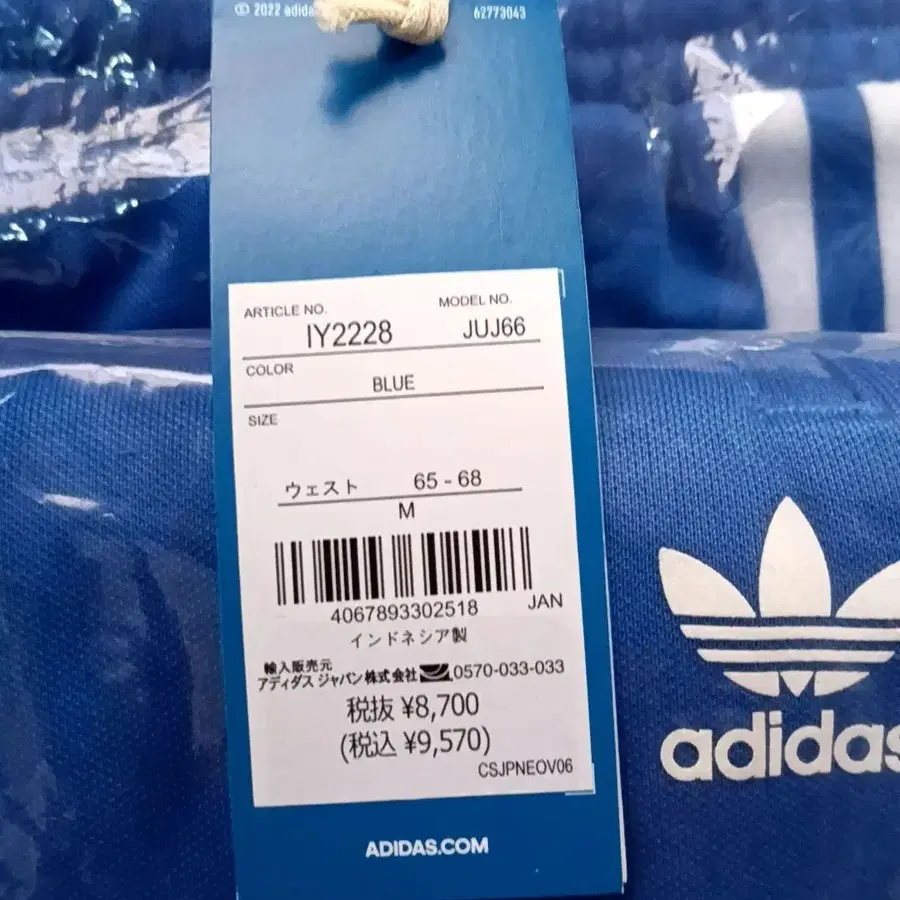 © 2022 adidas
62773043
ARTICLE NO.
MODEL NO.
IY2228
JUJ66
COLOR
BLUE
SIZE
ウェスト 65 - 68
M
4067893302518 JAN
インドネシア製
輸入販売元
アディダス ジャパン株式会社 0570-033-033
税抜 ¥8,700
(税込 ¥9,570)
CSJPNEOV06
ADIDAS.COM
adidas